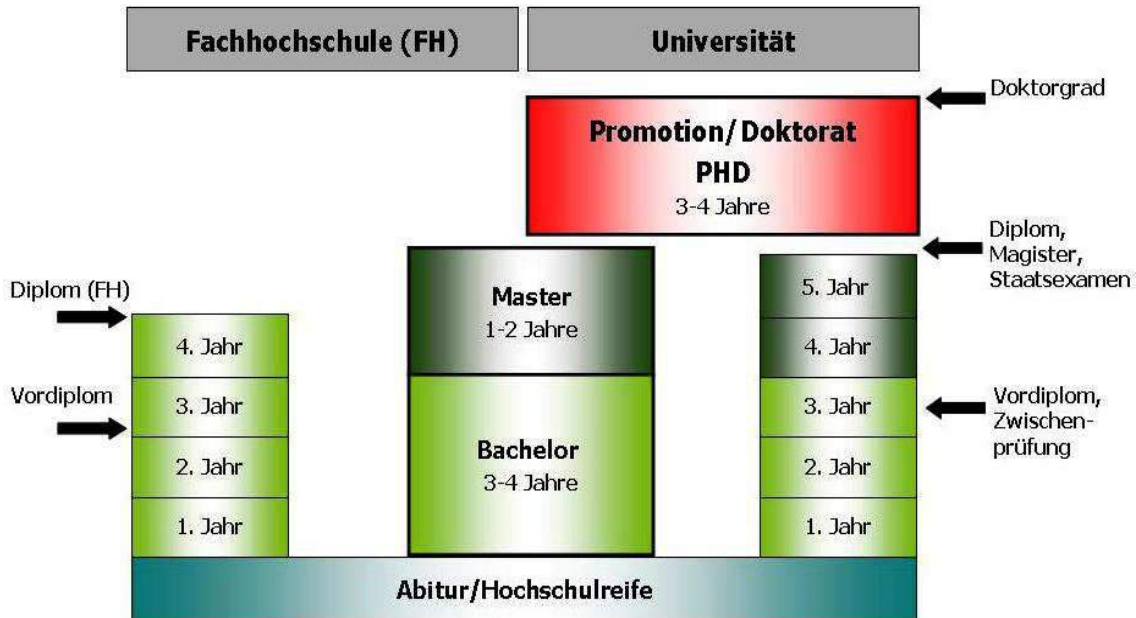 Fachhochschule (FH)
Universität
Doktorgrad
Promotion/Doktorat
PHD
3-4 Jahre
Diplom,
Magister,
Staatsexamen
Diplom (FH)
Master
1-2 Jahre
5. Jahr
4. Jahr
4. Jahr
Vordiplom
3. Jahr
2. Jahr
1. Jahr
Bachelor
3-4 Jahre
3. Jahr
2. Jahr
1. Jahr
Vordiplom,
Zwischen-
prüfung
Abitur/Hochschulreife